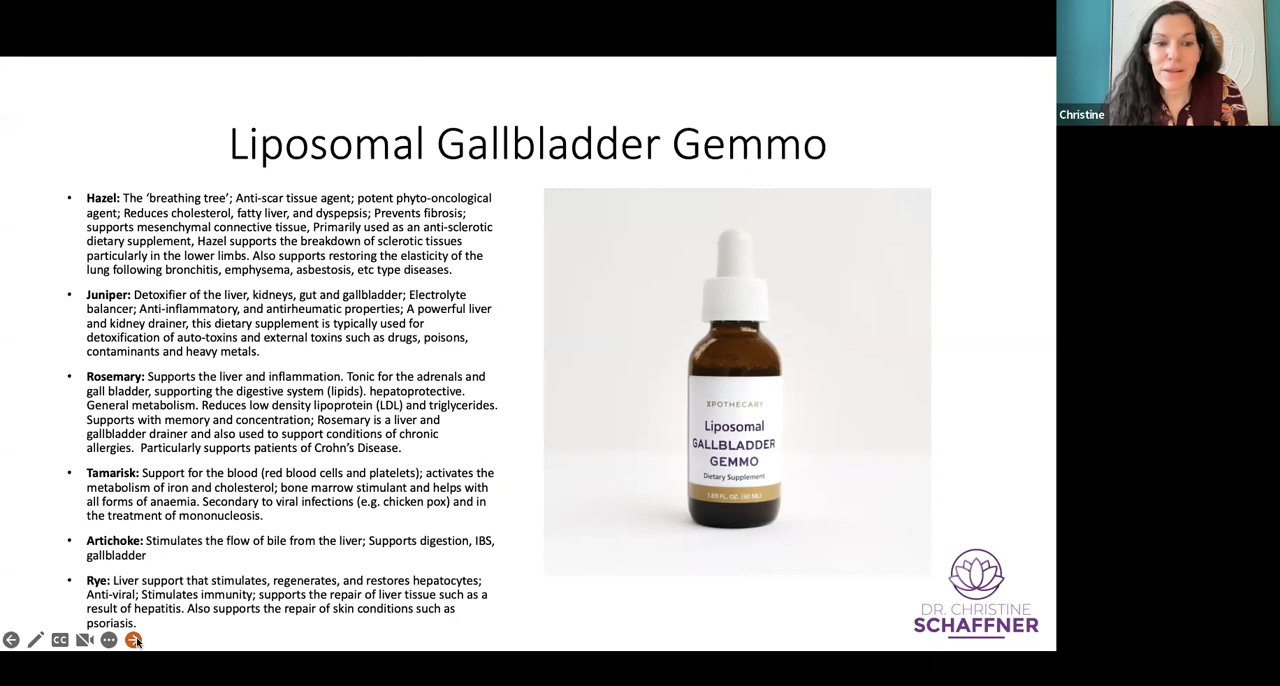 Liposomal Gallbladder Gemmo
• Hazel: The ‘breathing tree’; Anti-scar tissue agent; potent phyto-oncological
agent; Reduces cholesterol, fatty liver, and dyspepsis; Prevents fibrosis;
supports mesenchymal connective tissue, Primarily used as an anti-sclerotic
dietary supplement, Hazel supports the breakdown of sclerotic tissues
particularly in the lower limbs. Also supports restoring the elasticity of the
lung following bronchitis, emphysema, asbestosis, etc type diseases.
• Juniper: Detoxifier of the liver, kidneys, gut and gallbladder; Electrolyte
balancer; Anti-inflammatory, and antirheumatic properties; A powerful liver
and kidney drainer, this dietary supplement is typically used for
detoxification of auto-toxins and external toxins such as drugs, poisons,
contaminants and heavy metals.
• Rosemary: Supports the liver and inflammation. Tonic for the adrenals and
gall bladder, supporting the digestive system (lipids). hepatoprotective.
General metabolism. Reduces low density lipoprotein (LDL) and triglycerides.
Supports with memory and concentration; Rosemary is a liver and
gallbladder drainer and also used to support conditions of chronic
allergies. Particularly supports patients of Crohn’s Disease.
• Tamarisk: Support for the blood (red blood cells and platelets); activates the
metabolism of iron and cholesterol; bone marrow stimulant and helps with
all forms of anaemia. Secondary to viral infections (e.g. chicken pox) and in
the treatment of mononucleosis.
• Artichoke: Stimulates the flow of bile from the liver; Supports digestion, IBS,
gallbladder
• Rye: Liver support that stimulates, regenerates, and restores hepatocytes;
Anti-viral; Stimulates immunity; supports the repair of liver tissue such as a
result of hepatitis. Also supports the repair of skin conditions such as
psoriasis.
CC
ΞPOTHECARY
Liposomal
GALLBLADDER
GEMMO
Dietary Supplement
1.69 FL. OZ. (50 ML)
DR. CHRISTINE
SCHAFFNER
Christine